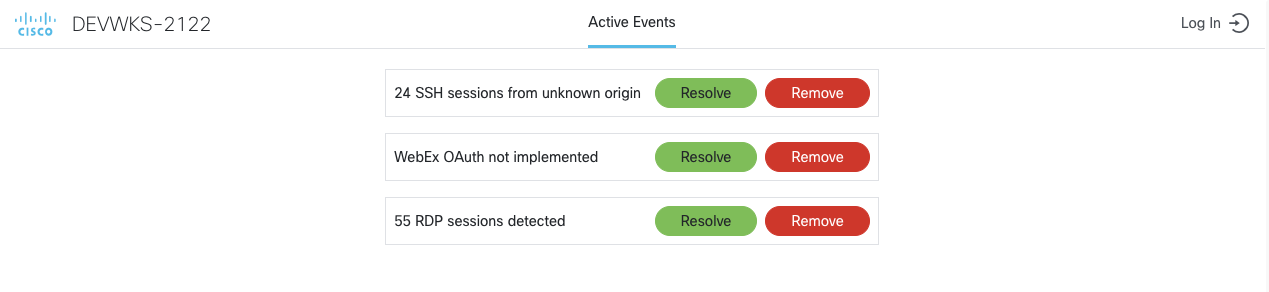 CISCO DEVWKS-2122 Active Events Log In
24 SSH sessions from unknown origin Resolve Remove
WebEx OAuth not implemented Resolve Remove
55 RDP sessions detected Resolve Remove